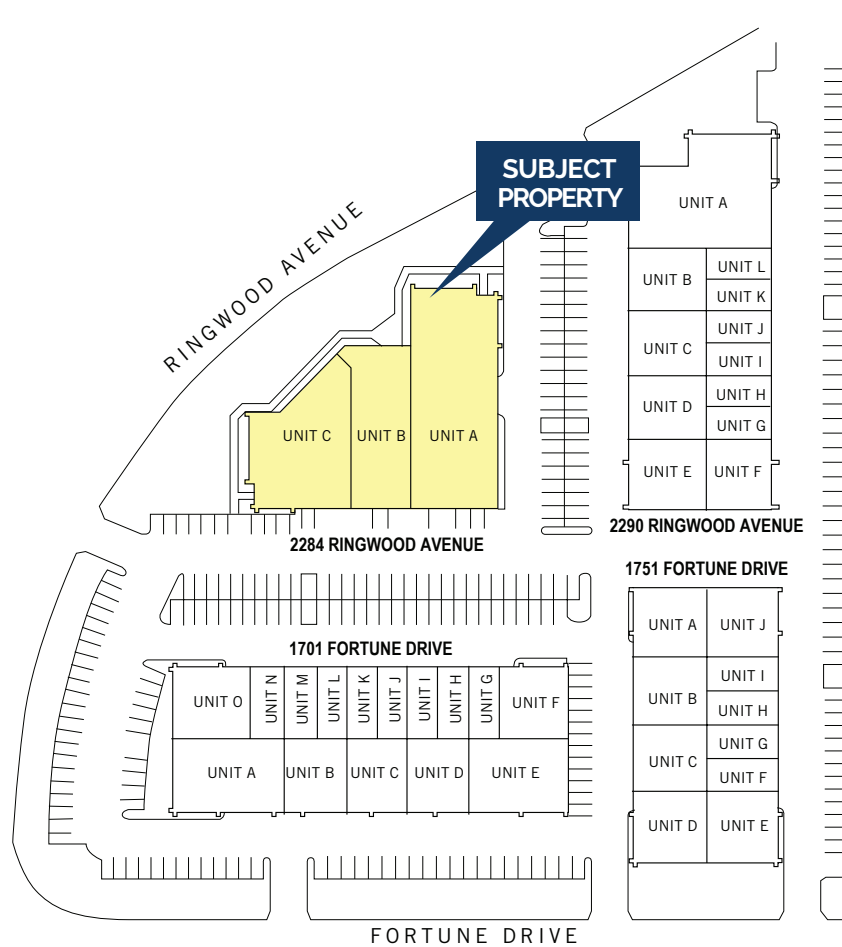 SUBJECT
PROPERTY
RINGWOOD AVENUE
UNIT A
UNIT B
UNIT L
UNIT K
UNIT C
UNIT J
UNIT I
UNIT D
UNIT H
UNIT G
UNIT E
UNIT F
2290 RINGWOOD AVENUE
UNIT C
UNIT B
UNIT A
2284 RINGWOOD AVENUE
1751 FORTUNE DRIVE
UNIT A
UNIT J
UNIT B
UNIT I
UNIT H
UNIT C
UNIT G
UNIT F
UNIT D
UNIT E
1701 FORTUNE DRIVE
UNIT O
UNIT N
UNIT M
UNIT L
UNIT K
UNIT J
UNIT I
UNIT H
UNIT G
UNIT F
UNIT A
UNIT B
UNIT C
UNIT D
UNIT E
FORTUNE DRIVE